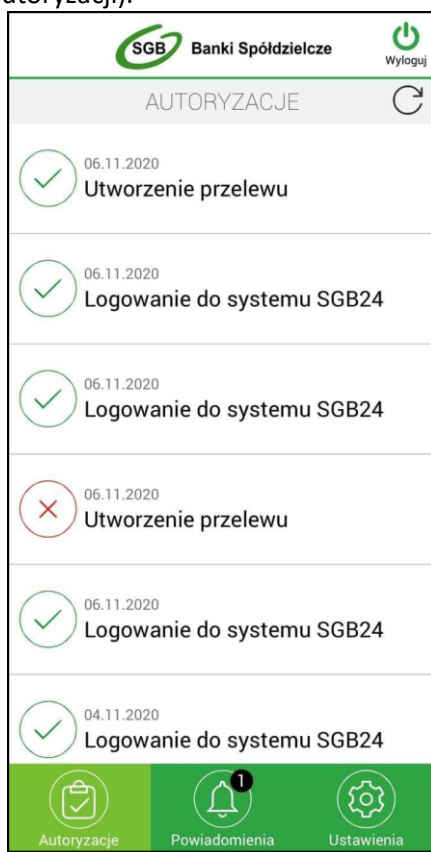 utoryzacji).
SGB Banki Spółdzielcze
Wyloguj
AUTORYZACJE
06.11.2020
Utworzenie przelewu
06.11.2020
Logowanie do systemu SGB24
06.11.2020
Logowanie do systemu SGB24
06.11.2020
Utworzenie przelewu
06.11.2020
Logowanie do systemu SGB24
04.11.2020
Logowanie do systemu SGB24
1
Autoryzacje Powiadomienia Ustawienia